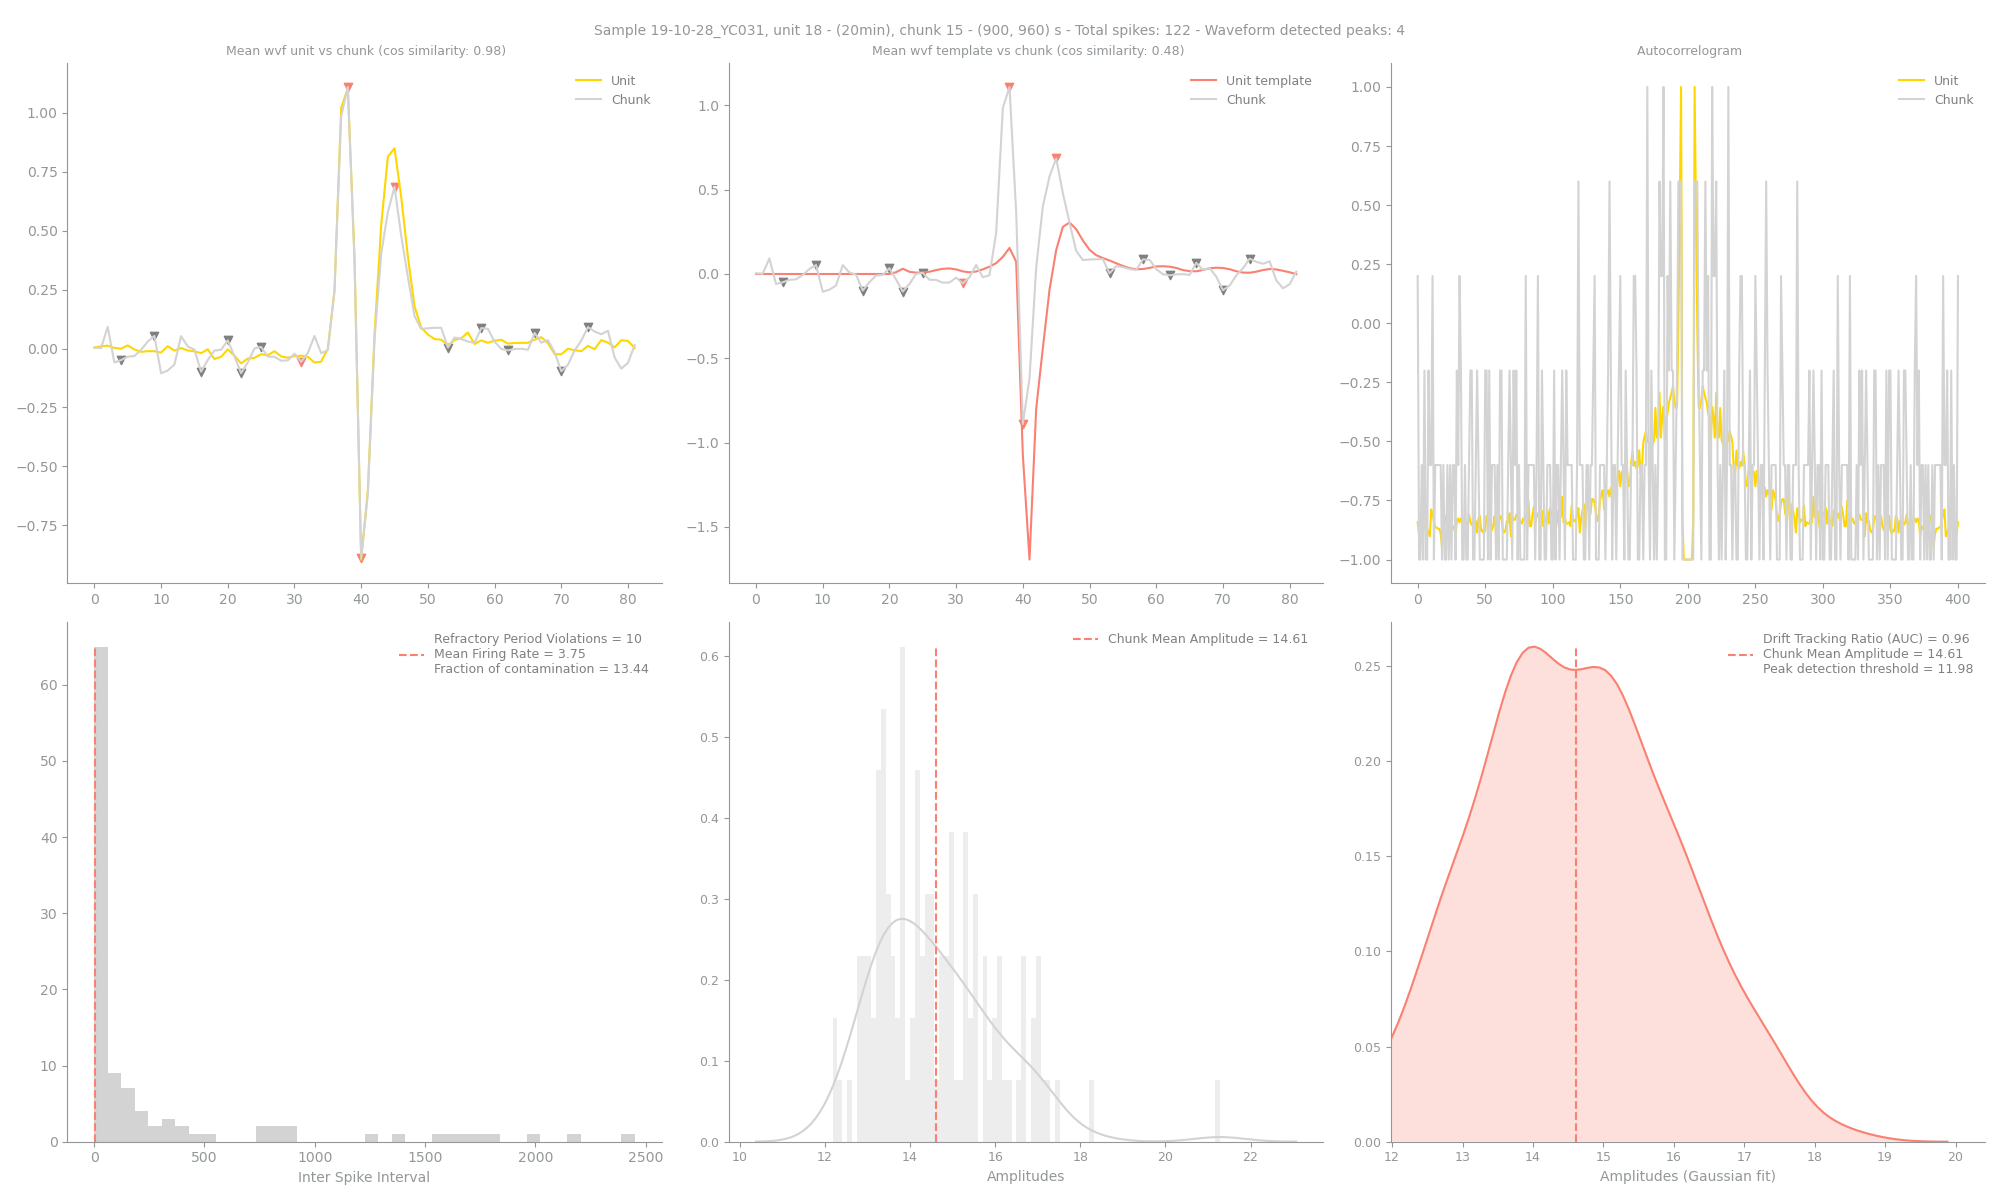 Sample 19-10-28_YC031, unit 18 - (20min), chunk 15 - (900, 960) s - Total spikes: 122 - Waveform detected peaks: 4
Mean wvf unit vs chunk (cos similarity: 0.98)
Unit
Chunk
1.00
0.75
0.50
0.25
0.00
−0.25
−0.50
−0.75
0 10 20 30 40 50 60 70 80
Mean wvf template vs chunk (cos similarity: 0.48)
Unit template
Chunk
1.0
0.5
0.0
−0.5
−1.0
−1.5
0 10 20 30 40 50 60 70 80
Autocorrelogram
Unit
Chunk
1.00
0.75
0.50
0.25
0.00
−0.25
−0.50
−0.75
−1.00
0 50 100 150 200 250 300 350 400
Refractory Period Violations = 10
Mean Firing Rate = 3.75
Fraction of contamination = 13.44
60
50
40
30
20
10
0
0 500 1000 1500 2000 2500
Inter Spike Interval
Chunk Mean Amplitude = 14.61
0.6
0.5
0.4
0.3
0.2
0.1
0.0
10 12 14 16 18 20 22
Amplitudes
Drift Tracking Ratio (AUC) = 0.96
Chunk Mean Amplitude = 14.61
Peak detection threshold = 11.98
0.25
0.20
0.15
0.10
0.05
0.00
12 13 14 15 16 17 18 19 20
Amplitudes (Gaussian fit)